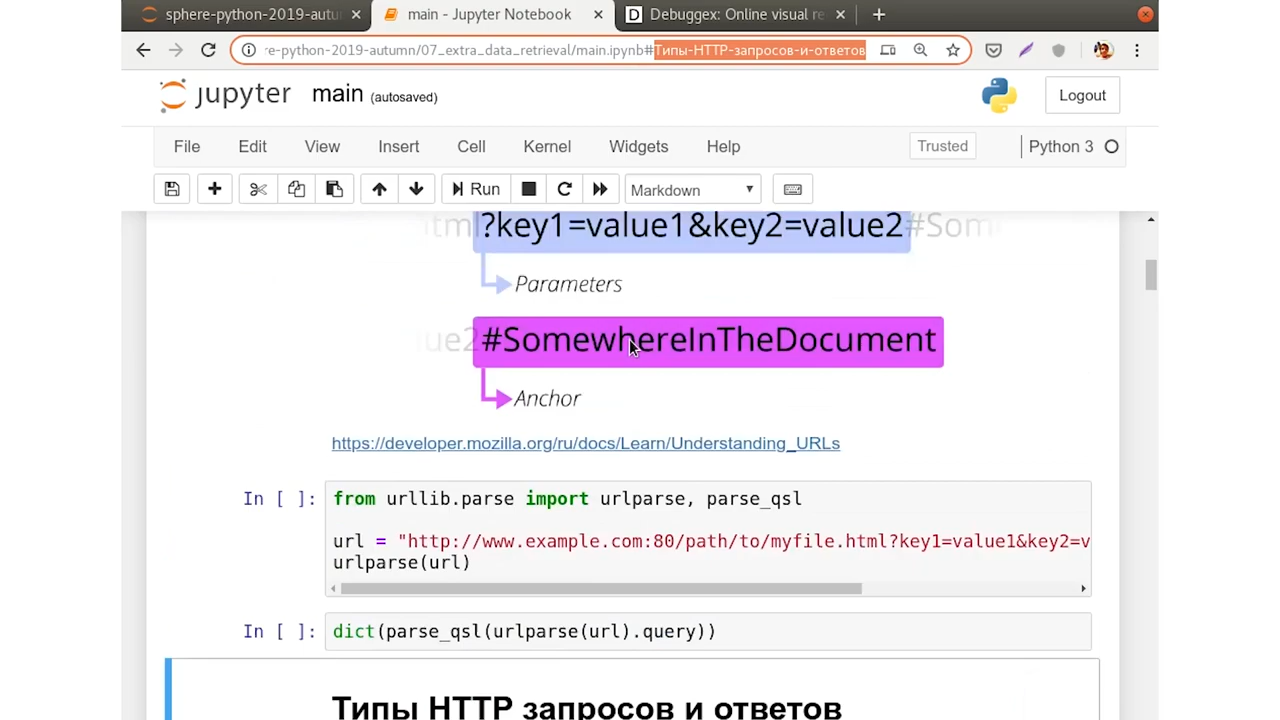 sphere-python-2019-autu
main - Jupyter Notebook
Debuggex: Online visual re
re-python-2019-autumn/07_extra_data_retrieval/main.ipynb#Типы-HTTP-запросов-и-ответов
jupyter main (autosaved)
Logout
File Edit View Insert Cell Kernel Widgets Help
Trusted
Python 3
Run
Markdown
tml?key1=value1&key2=value2#Som
Parameters
ue2#SomewhereInTheDocument
Anchor
https://developer.mozilla.org/ru/docs/Learn/Understanding_URLs
In [ ]: from urllib.parse import urlparse, parse_qsl
url = "http://www.example.com:80/path/to/myfile.html?key1=value1&key2=v
urlparse(url)
In [ ]: dict(parse_qsl(urlparse(url).query))
Типы HTTP запросов и ответов